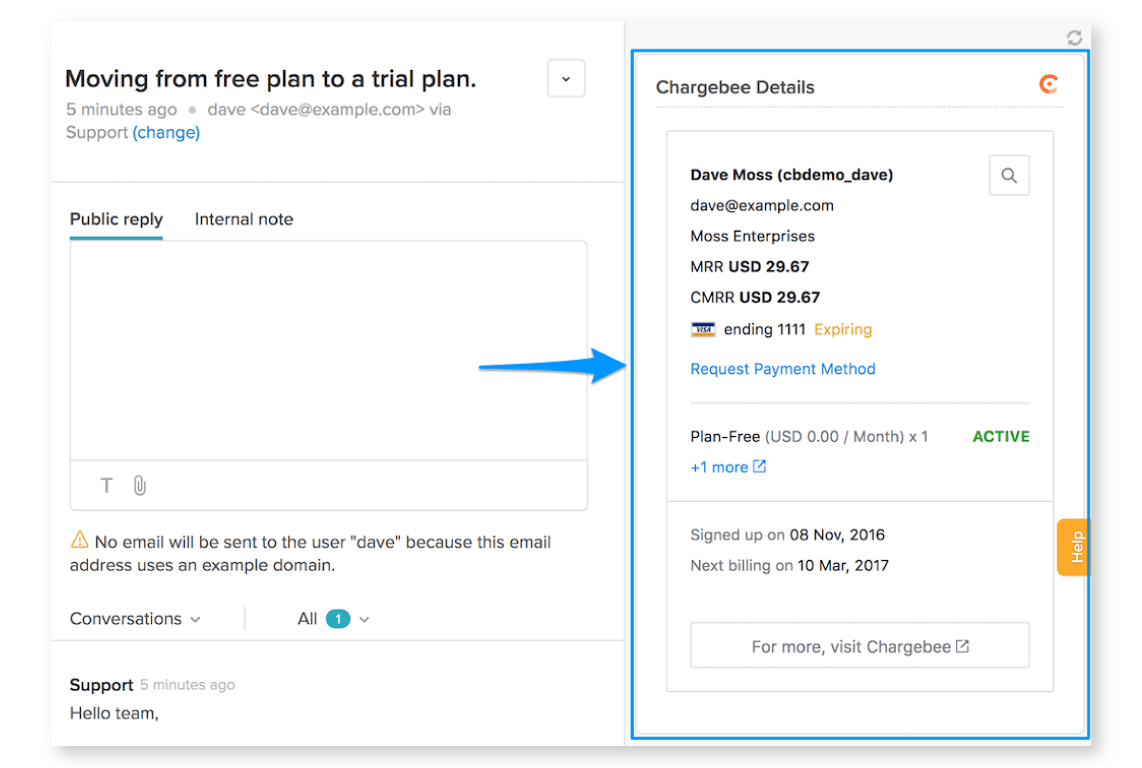 Moving from free plan to a trial plan.
5 minutes ago • dave <dave@example.com> via
Support (change)
Public reply Internal note
T
No email will be sent to the user "dave" because this email
address uses an example domain.
Conversations All 1
Support 5 minutes ago
Hello team,
Chargebee Details
Dave Moss (cbdemo_dave)
dave@example.com
Moss Enterprises
MRR USD 29.67
CMRR USD 29.67
VISA ending 1111 Expiring
Request Payment Method
Plan-Free (USD 0.00 / Month) x 1 ACTIVE
+1 more
Signed up on 08 Nov, 2016
Next billing on 10 Mar, 2017
For more, visit Chargebee
Help